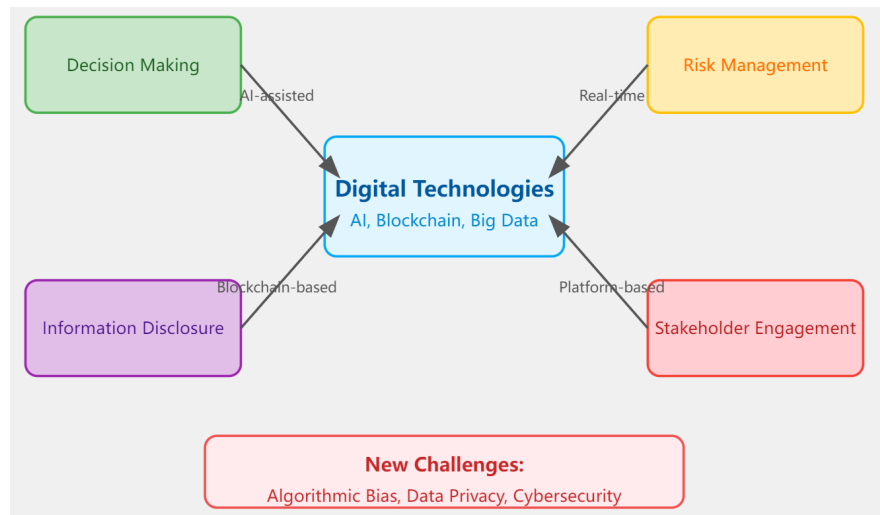 Decision Making
Risk Management
AI-assisted
Real-time
Digital Technologies
AI, Blockchain, Big Data
Blockchain-based
Platform-based
Information Disclosure
Stakeholder Engagement
New Challenges:
Algorithmic Bias, Data Privacy, Cybersecurity